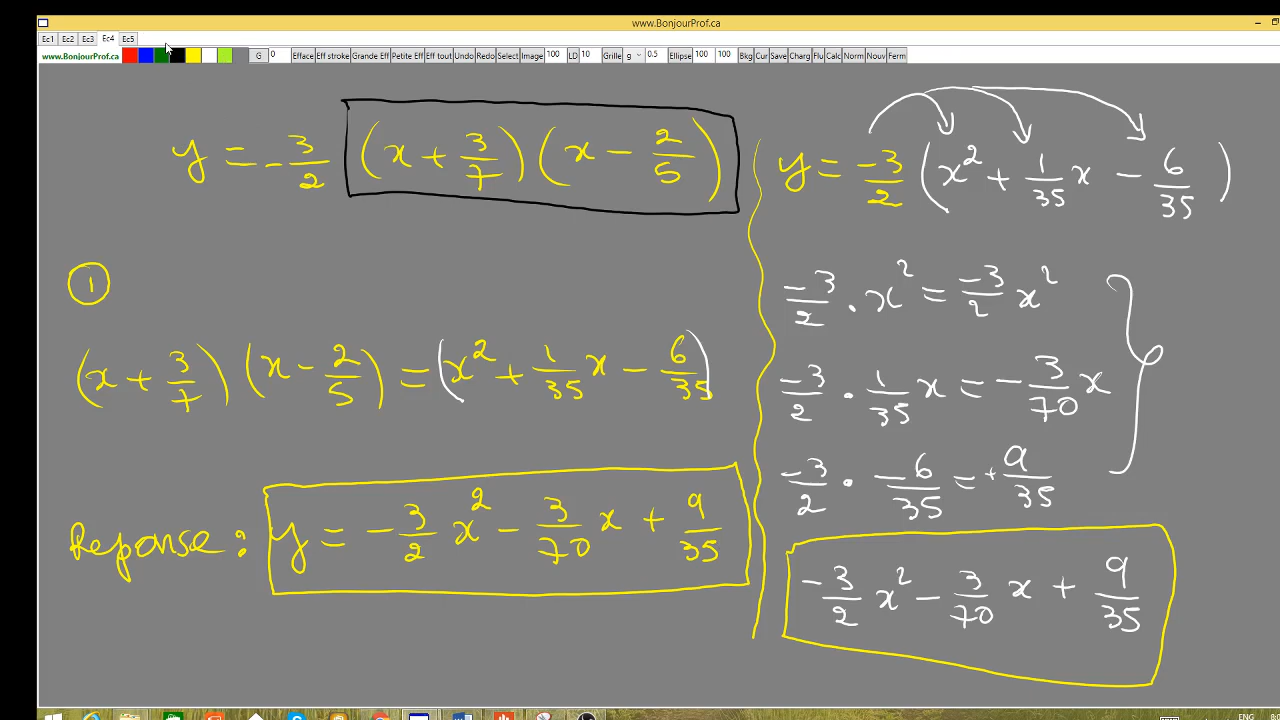 www.BonjourProf.ca
Ec1 Ec2 Ec3 Ec4 Ec5
www.BonjourProf.ca G 0 Efface Eff stroke Grande Eff Petite Eff Eff tout Undo Redo Select Image 100 LD 10 Grille g 0.5 Ellipse 100 100 Bkg Cur Save Charg Flu Calc Norm Nouv Ferm
y = - 3/2 (x + 3/7) (x - 2/5)
1
(x + 3/7) (x - 2/5) = (x² + 1/35 x - 6/35)
Reponse: y = - 3/2 x² - 3/70 x + 9/35
y = -3/2 (x² + 1/35 x - 6/35)
-3/2 . x² = -3/2 x²
-3/2 . 1/35 x = - 3/70 x
-3/2 . -6/35 = + 9/35
-3/2 x² - 3/70 x + 9/35
ENG